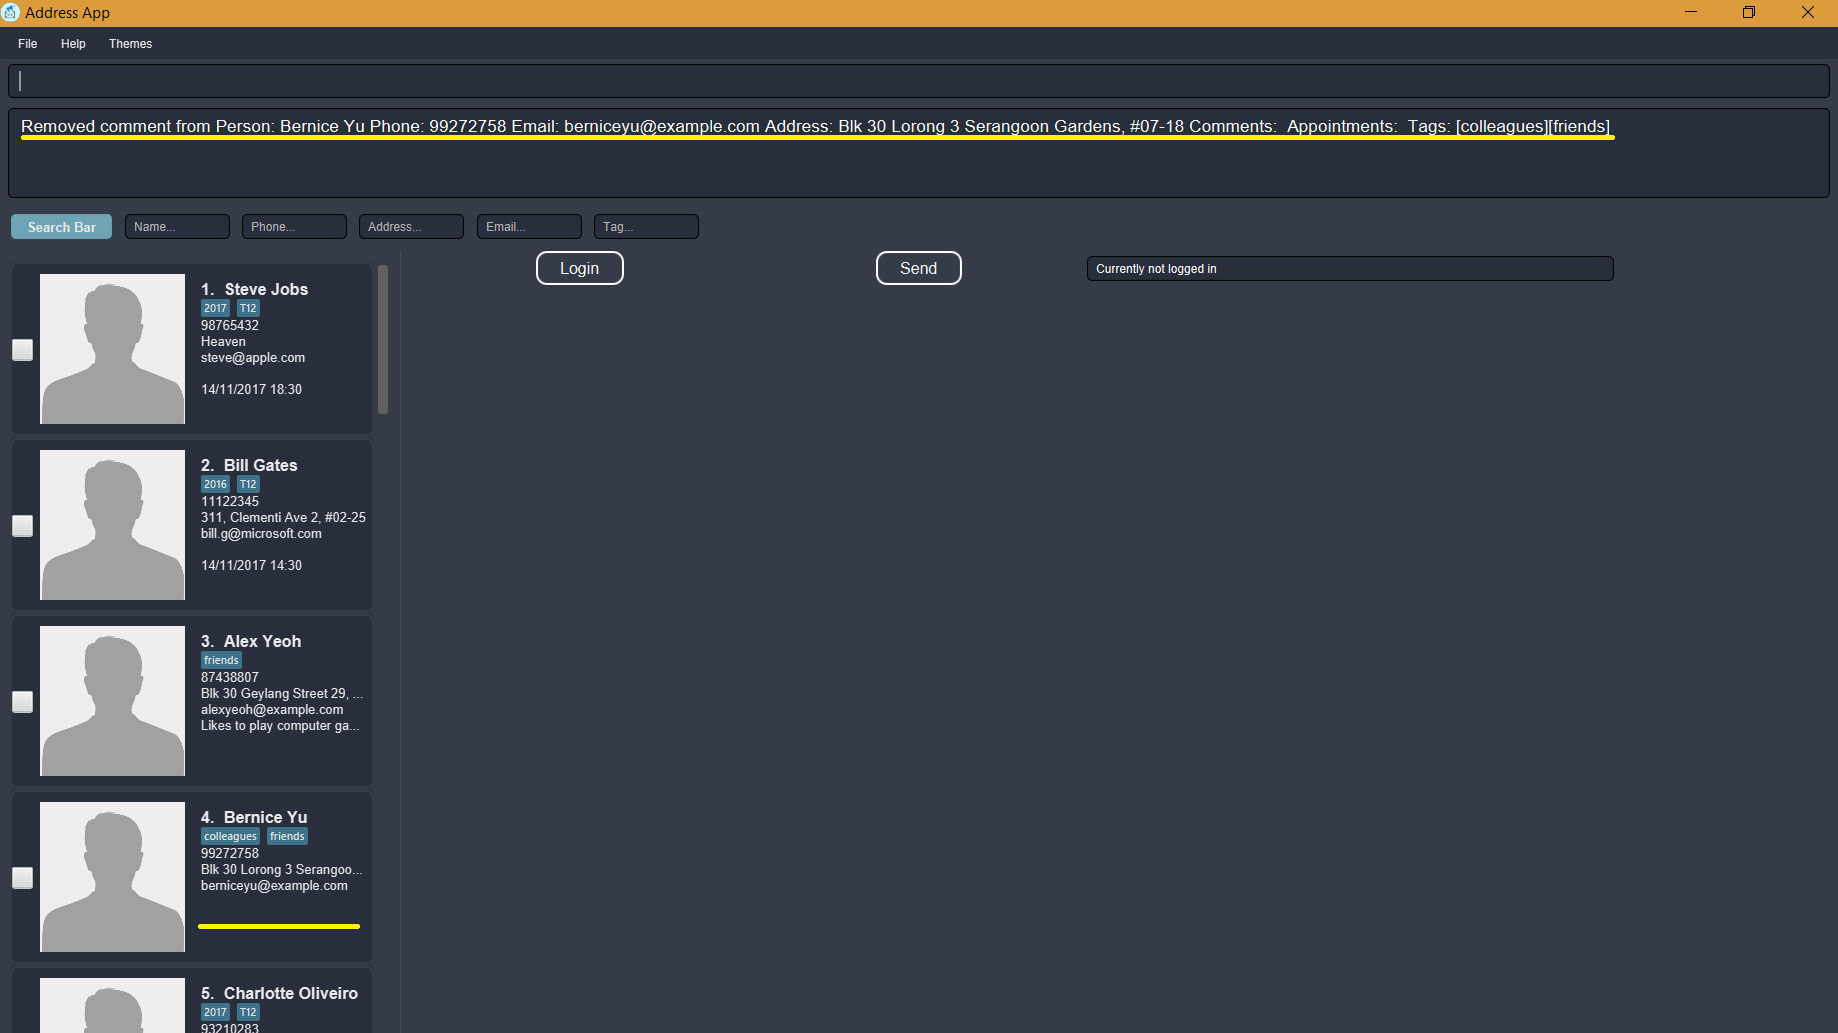 Address App
File Help Themes
Removed comment from Person: Bernice Yu Phone: 99272758 Email: berniceyu@example.com Address: Blk 30 Lorong 3 Serangoon Gardens, #07-18 Comments:  Appointments:  Tags: [colleagues][friends]
Search Bar Name... Phone... Address... Email... Tag...
Login Send Currently not logged in
1. Steve Jobs
2017 T12
98765432
Heaven
steve@apple.com
14/11/2017 18:30
2. Bill Gates
2016 T12
11122345
311, Clementi Ave 2, #02-25
bill.g@microsoft.com
14/11/2017 14:30
3. Alex Yeoh
friends
87438807
Blk 30 Geylang Street 29, ...
alexyeoh@example.com
Likes to play computer ga...
4. Bernice Yu
colleagues friends
99272758
Blk 30 Lorong 3 Serangoo...
berniceyu@example.com
5. Charlotte Oliveiro
2017 T12
93210283